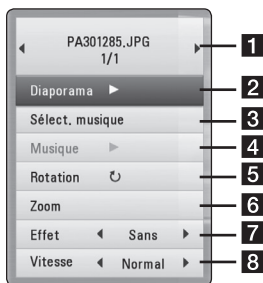 PA301285.JPG
1/1
1
Diaporama
2
Sélect. musique
3
Musique
4
Rotation
5
Zoom
6
Effet Sans
7
Vitesse Normal
8